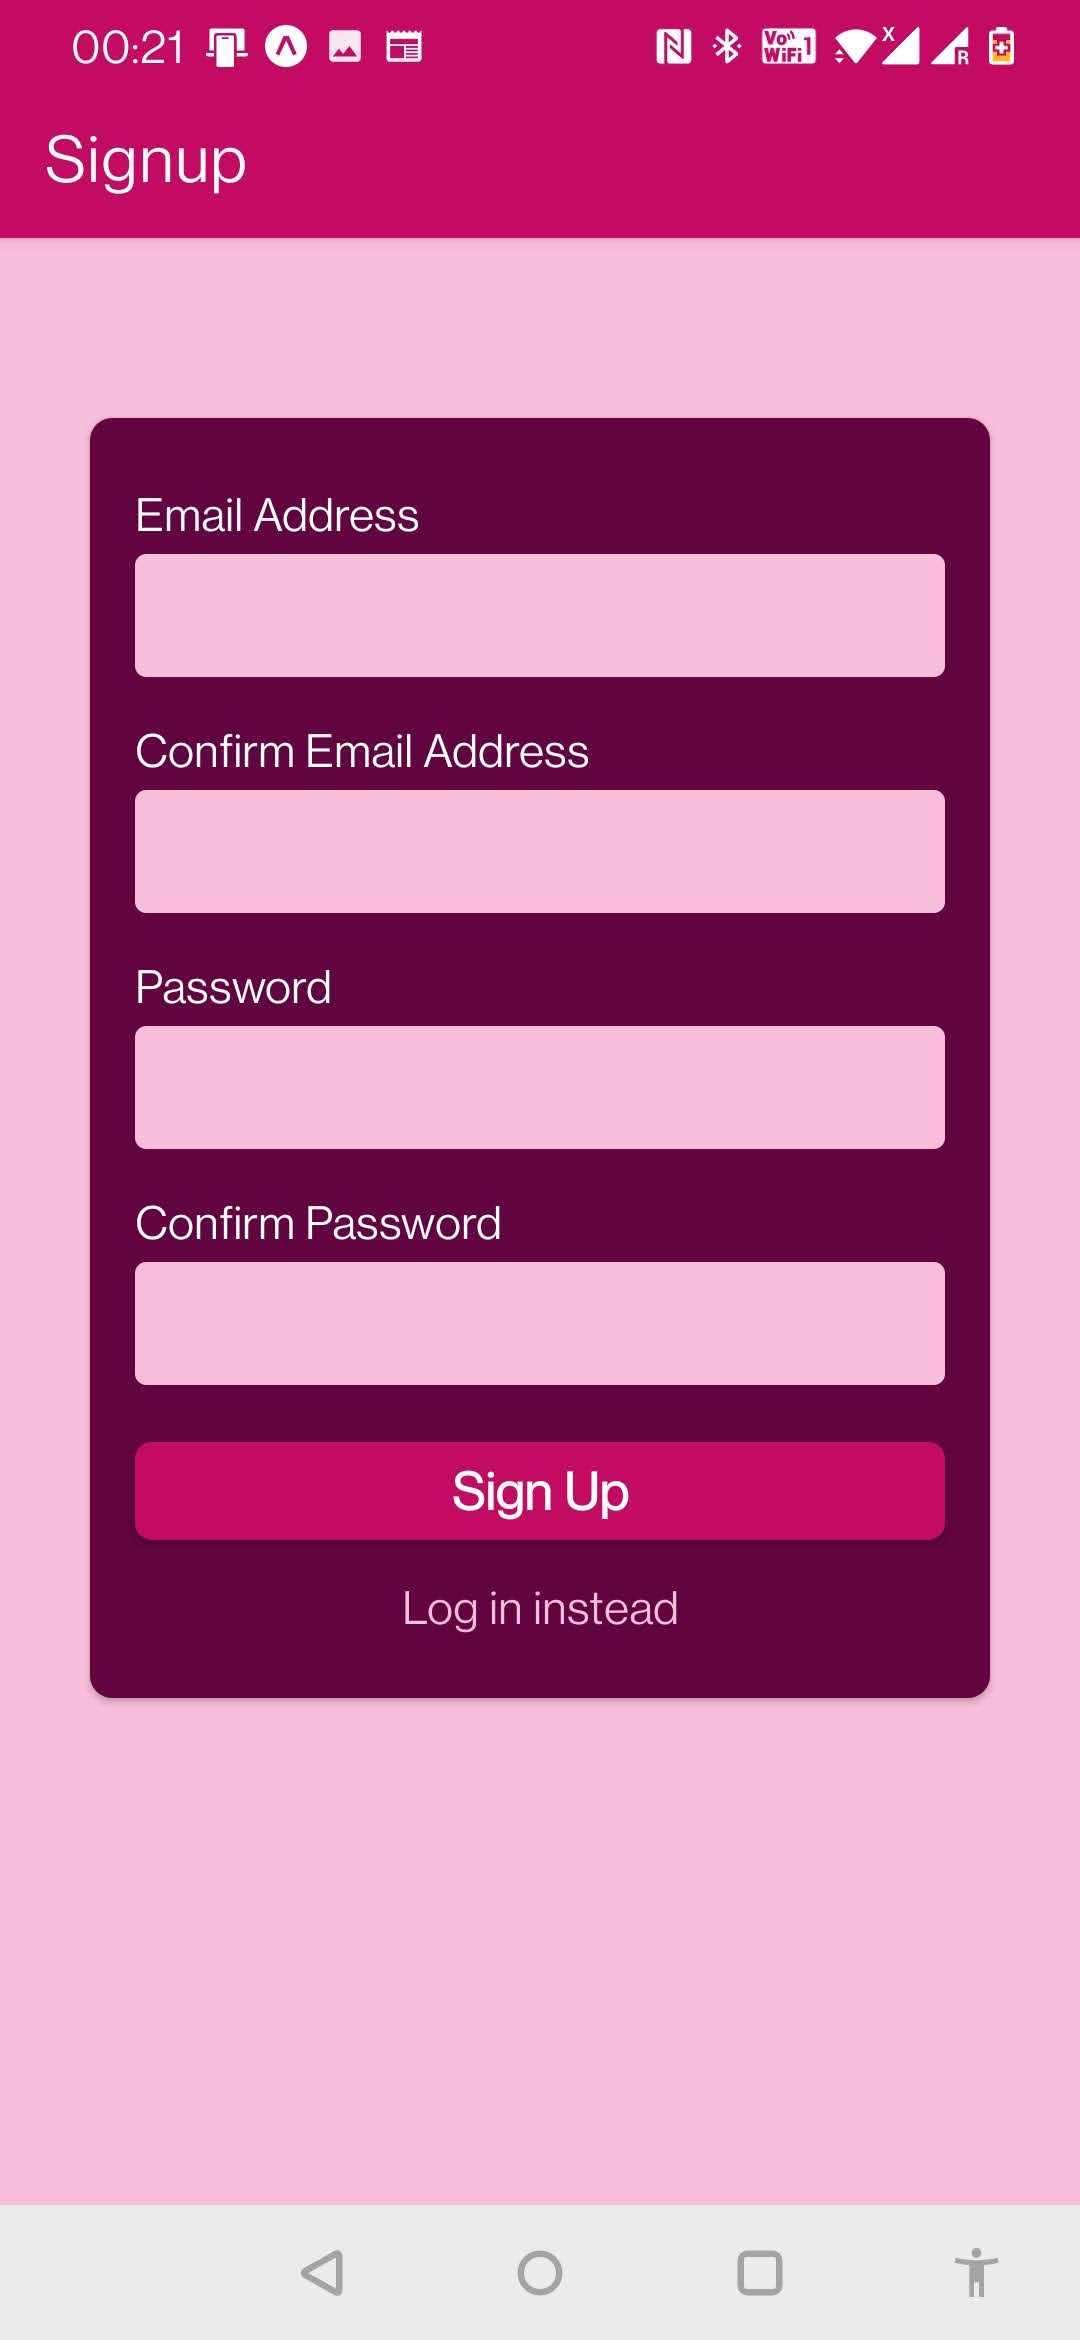 00:21 Vo WiFi 1 X R
Signup
Email Address
Confirm Email Address
Password
Confirm Password
Sign Up
Log in instead